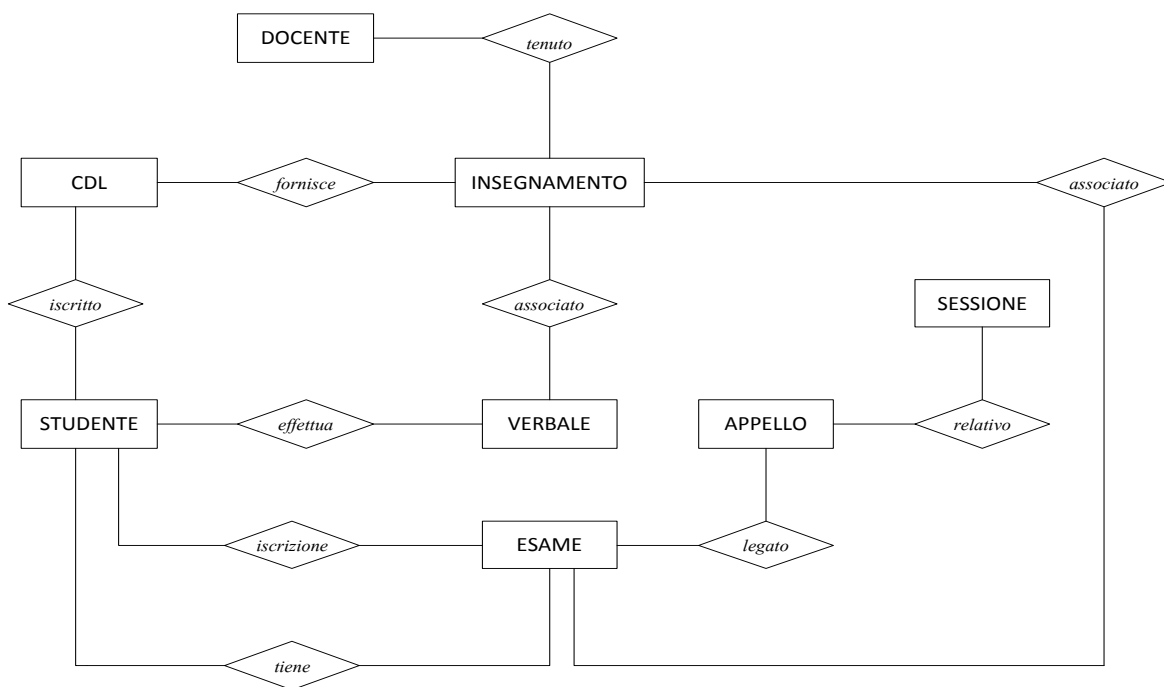 DOCENTE
tenuto
CDL
fornisce
INSEGNAMENTO
associato
iscritto
associato
SESSIONE
STUDENTE
effettua
VERBALE
APPELLO
relativo
iscrizione
ESAME
legato
tiene